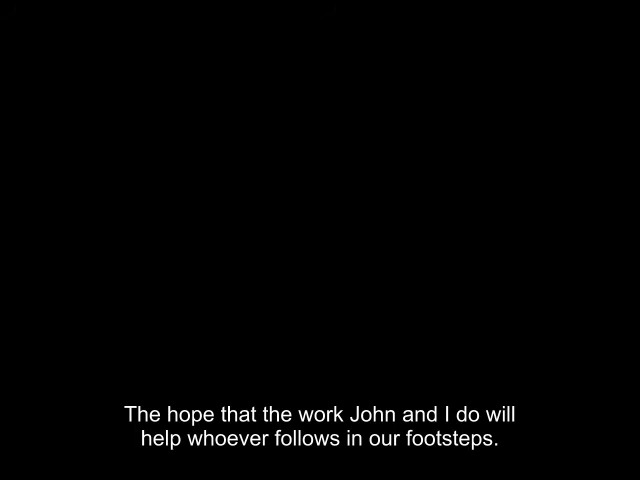 The hope that the work John and I do will
help whoever follows in our footsteps.